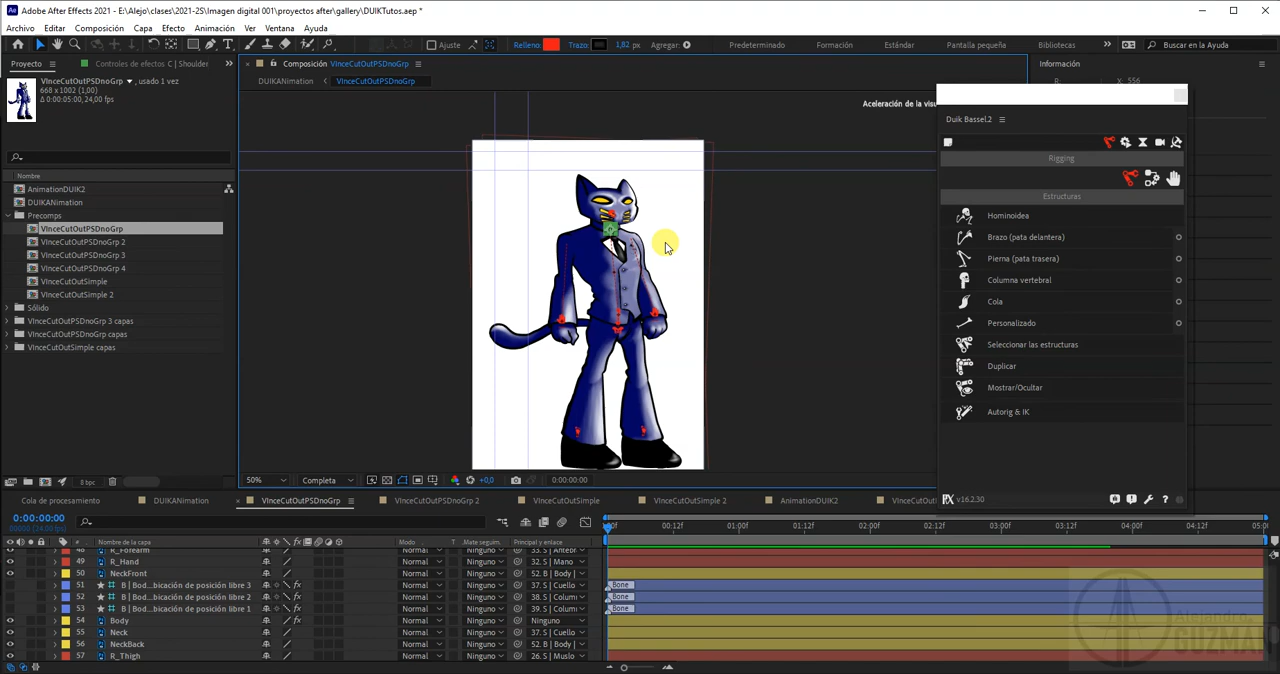 Adobe After Effects 2021 - E:\Alejo\clases\2021-2S\Imagen digital 001\proyectos after\gallery\DUIKTutos.aep *
Archivo Editar Composición Capa Efecto Animación Ver Ventana Ayuda
Ajuste Relleno: Trazo: 1,82 px Agregar: Predeterminado Formación Estándar Pantalla pequeña Bibliotecas Buscar en la Ayuda
Proyecto Controles de efectos C | Shoulder Composición VInceCutOutPSDnoGrp Información
VInceCutOutPSDnoGrp , usado 1 vez
668 x 1002 (1,00)
Δ 0:00:05:00, 24,00 fps
DUIKANimation VInceCutOutPSDnoGrp
X: 556
Aceleración de la visu
Duik Bassel.2
Rigging
Estructuras
Hominoidea
Brazo (pata delantera)
Pierna (pata trasera)
Columna vertebral
Cola
Personalizado
Seleccionar las estructuras
Duplicar
Mostrar/Ocultar
Autorig & IK
v16.2.30
Nombre
AnimationDUIK2
DUIKANimation
Precomps
VInceCutOutPSDnoGrp
VInceCutOutPSDnoGrp 2
VInceCutOutPSDnoGrp 3
VInceCutOutPSDnoGrp 4
VInceCutOutSimple
VInceCutOutSimple 2
Sólido
VInceCutOutPSDnoGrp 3 capas
VInceCutOutPSDnoGrp capas
VInceCutOutSimple capas
8 bpc
50% Completa +0,0 0:00:00:00
Cola de procesamiento DUIKANimation VInceCutOutPSDnoGrp VInceCutOutPSDnoGrp 2 VInceCutOutSimple VInceCutOutSimple 2 AnimationDUIK2 VInceCutOut
0:00:00:00
00000 (24.00 fps)
:00f 00:12f 01:00f 01:12f 02:00f 02:12f 03:00f 03:12f 04:00f 04:12f 05:0
Nombre de la capa Modo T Mate seguim. Principal y enlace
48 R_Forearm Normal Ninguno 33. S | Antebr
49 R_Hand Normal Ninguno 32. S | Mano
50 NeckFront Normal Ninguno 52. B | Body
51 B | Bod...bicación de posición libre 3 Normal Ninguno 37. S | Cuello Bone
52 B | Bod...bicación de posición libre 2 Normal Ninguno 38. S | Colum Bone
53 B | Bod...bicación de posición libre 1 Normal Ninguno 39. S | Colum Bone
54 Body Normal Ninguno Ninguno
55 Neck Normal Ninguno 37. S | Cuello
56 NeckBack Normal Ninguno 52. B | Body
57 R_Thigh Normal Ninguno 26. S | Muslo
Alejandro
GUZMAN